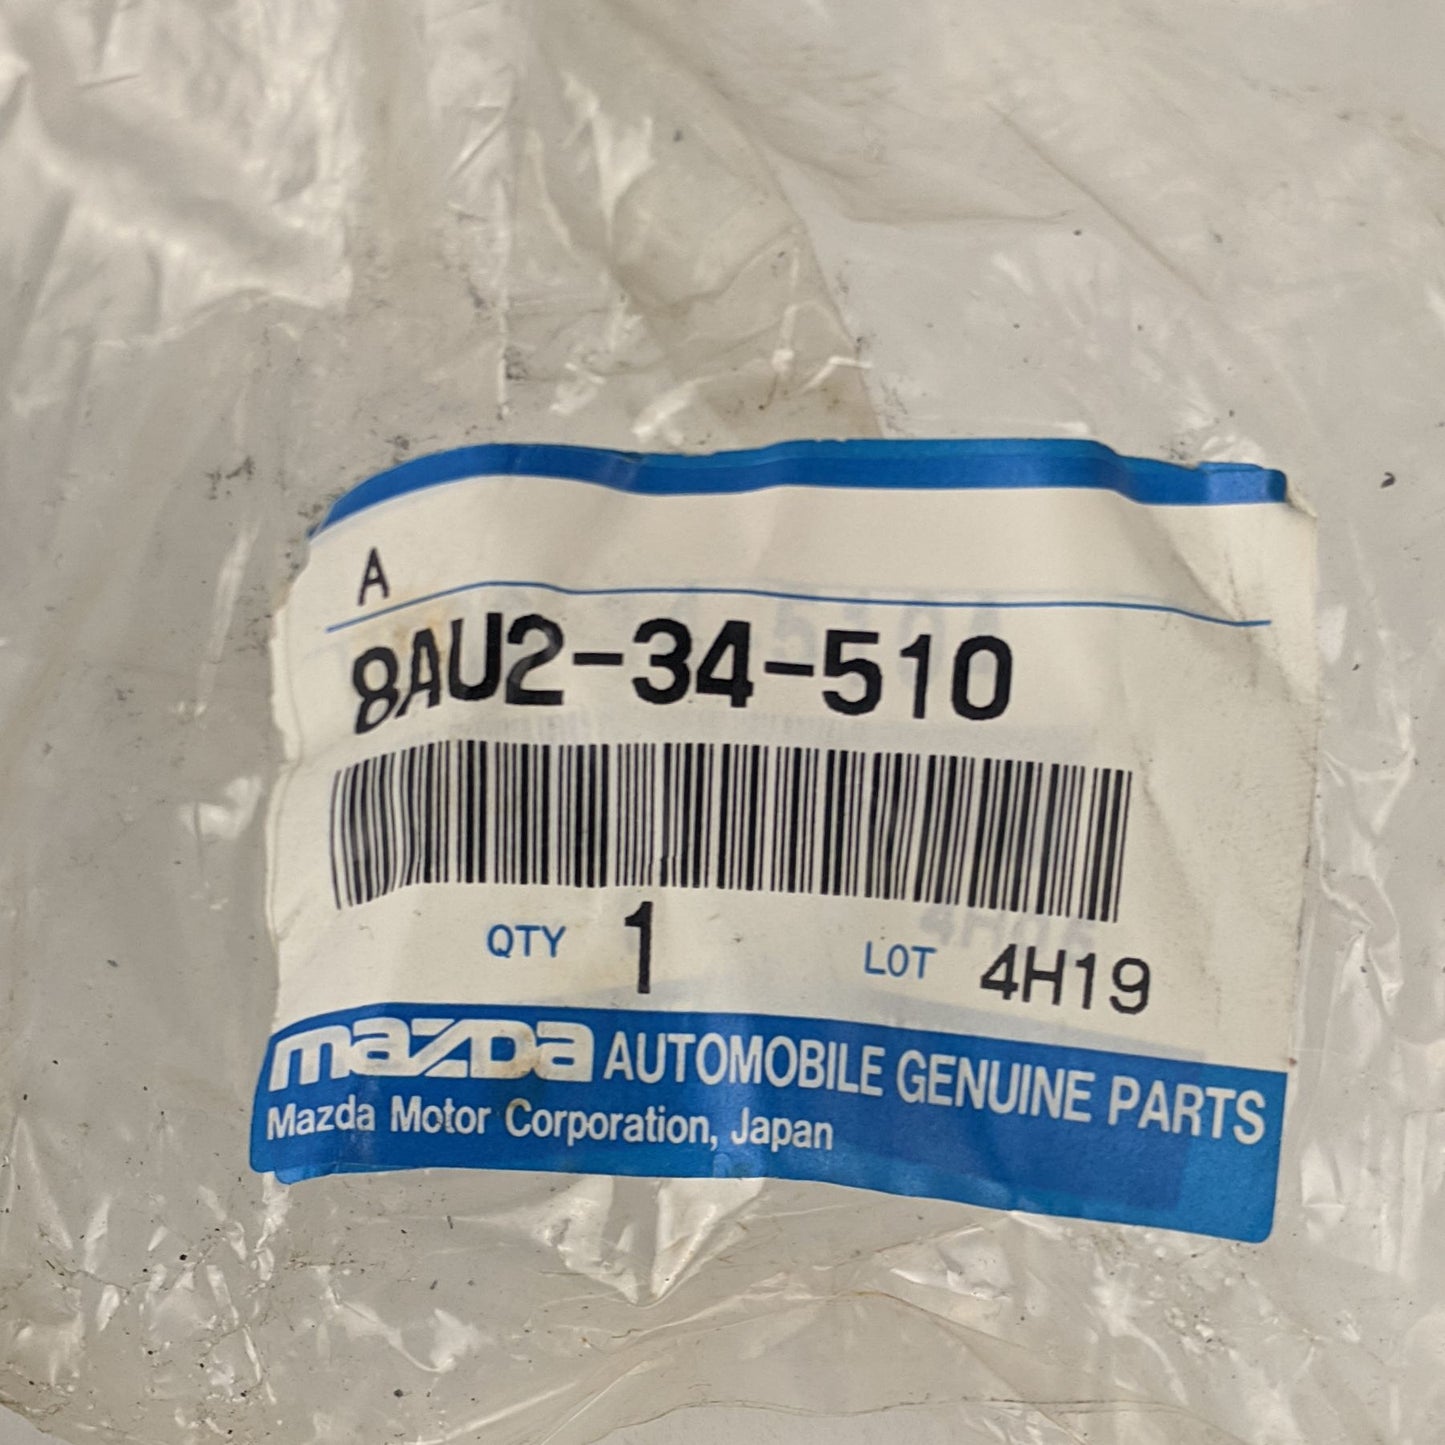 A
8AU2-34-510
QTY 1 LOT 4H19
mazda AUTOMOBILE GENUINE PARTS
Mazda Motor Corporation, Japan